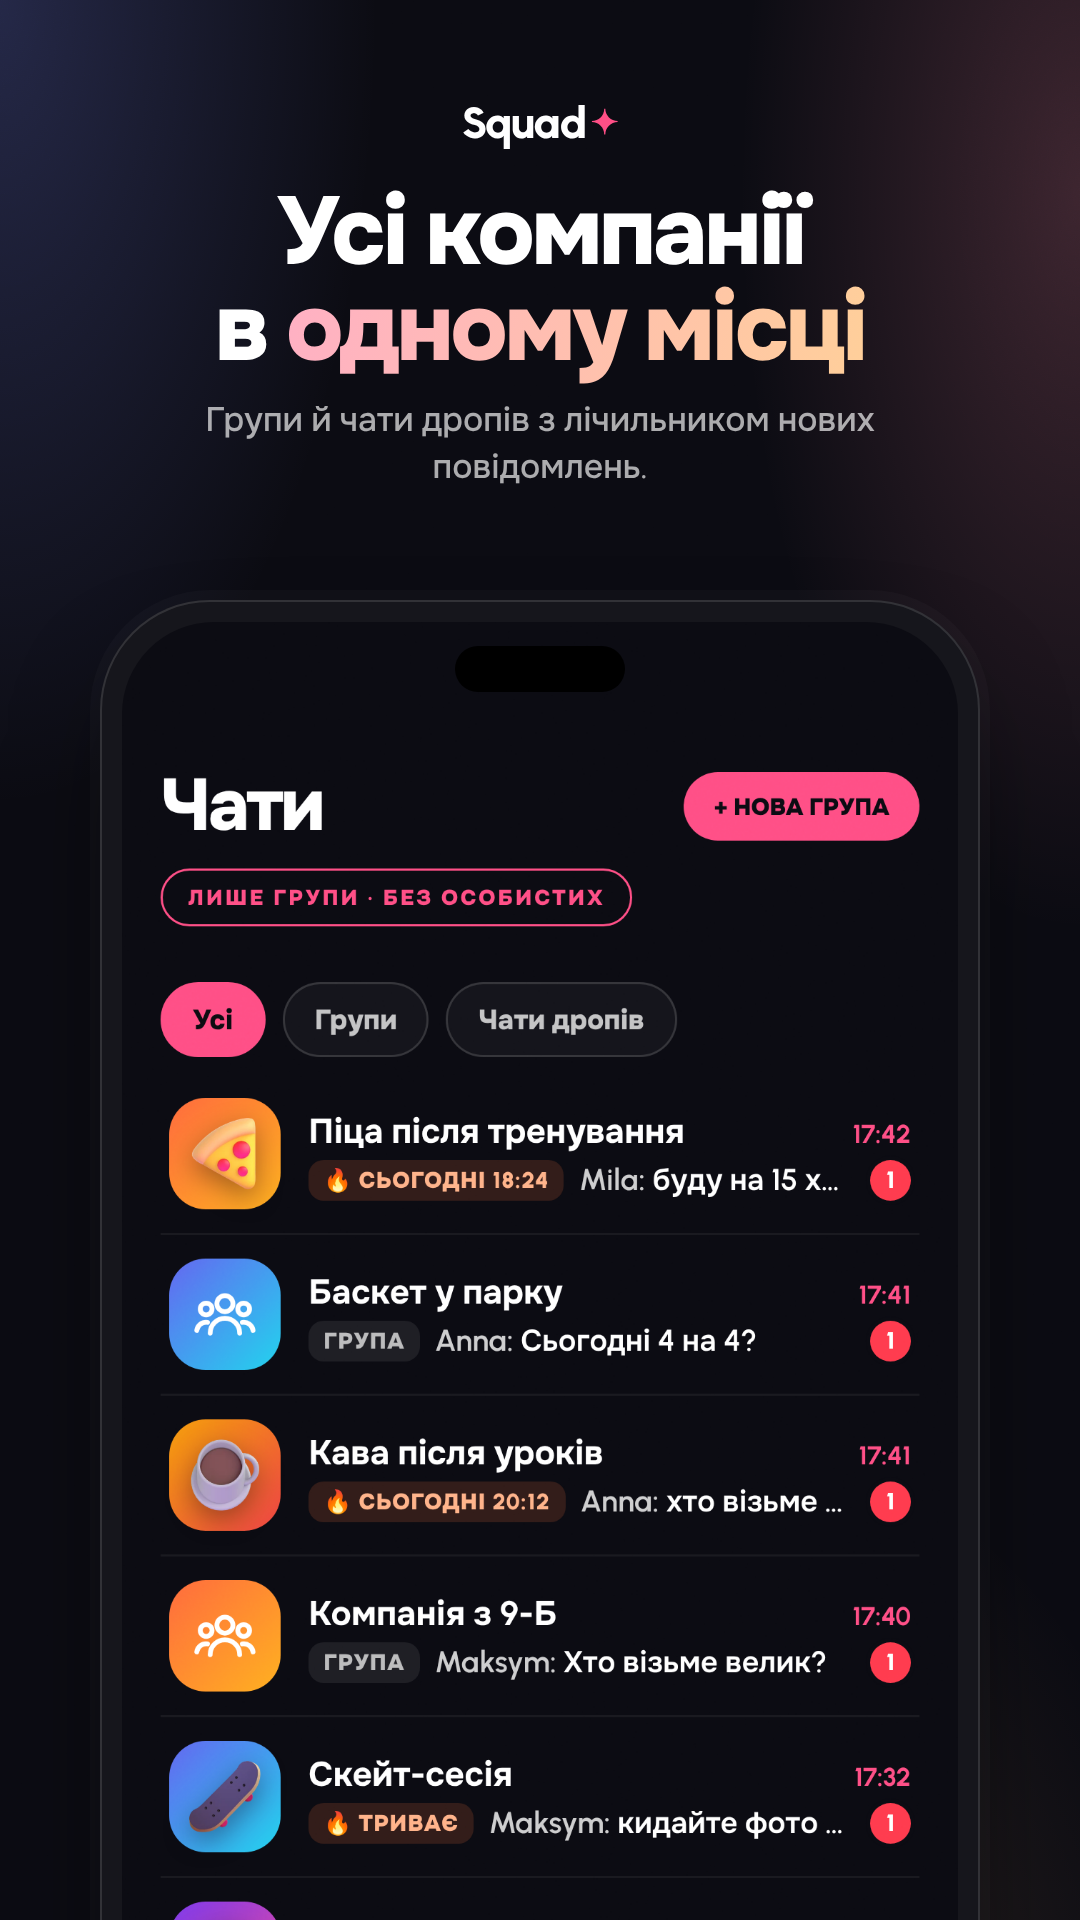 Squad
Усі компанії
в одному місці
Групи й чати дропів з лічильником нових
повідомлень.
Чати
+ НОВА ГРУПА
ЛИШЕ ГРУПИ · БЕЗ ОСОБИСТИХ
Усі
Групи
Чати дропів
Піца після тренування
17:42
🔥 СЬОГОДНІ 18:24 Mila: буду на 15 х...
1
Баскет у парку
17:41
ГРУПА Anna: Сьогодні 4 на 4?
1
Кава після уроків
17:41
🔥 СЬОГОДНІ 20:12 Anna: хто візьме ...
1
Компанія з 9-Б
17:40
ГРУПА Maksym: Хто візьме велик?
1
Скейт-сесія
17:32
🔥 ТРИВАЄ Maksym: кидайте фото ...
1